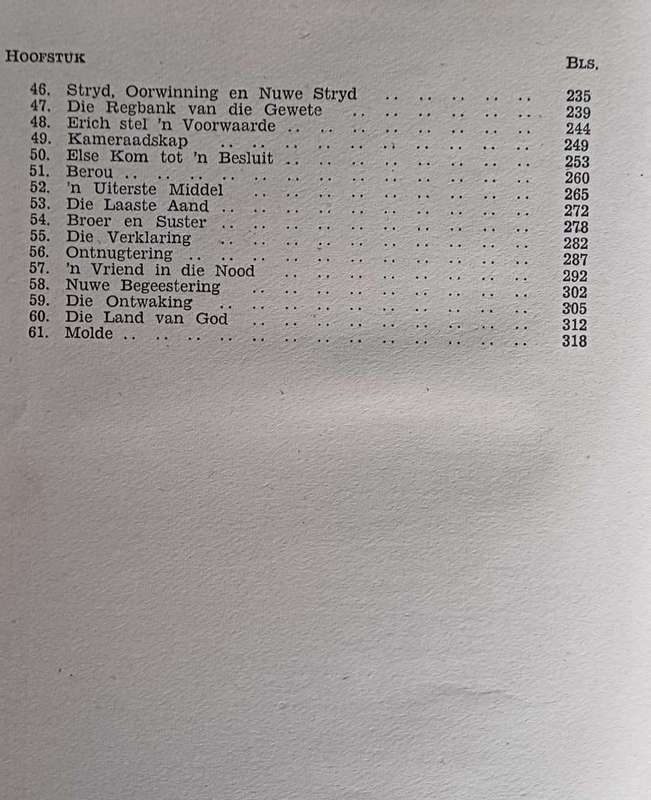 HOOFSTUK BLS.
46. Stryd, Oorwinning en Nuwe Stryd .. .. .. .. .. 235
47. Die Regbank van die Gewete .. .. .. .. .. .. 239
48. Erich stel 'n Voorwaarde .. .. .. .. .. .. .. .. 244
49. Kameraadskap .. .. .. .. .. .. .. .. .. .. 249
50. Else Kom tot 'n Besluit .. .. .. .. .. .. .. .. 253
51. Berou .. .. .. .. .. .. .. .. .. .. .. .. .. 260
52. 'n Uiterste Middel .. .. .. .. .. .. .. .. .. 265
53. Die Laaste Aand .. .. .. .. .. .. .. .. .. .. 272
54. Broer en Suster .. .. .. .. .. .. .. .. .. .. 278
55. Die Verklaring .. .. .. .. .. .. .. .. .. .. 282
56. Ontnugtering .. .. .. .. .. .. .. .. .. .. .. 287
57. 'n Vriend in die Nood .. .. .. .. .. .. .. .. 292
58. Nuwe Begeestering .. .. .. .. .. .. .. .. .. 302
59. Die Ontwaking .. .. .. .. .. .. .. .. .. .. 305
60. Die Land van God .. .. .. .. .. .. .. .. .. 312
61. Molde .. .. .. .. .. .. .. .. .. .. .. .. .. 318